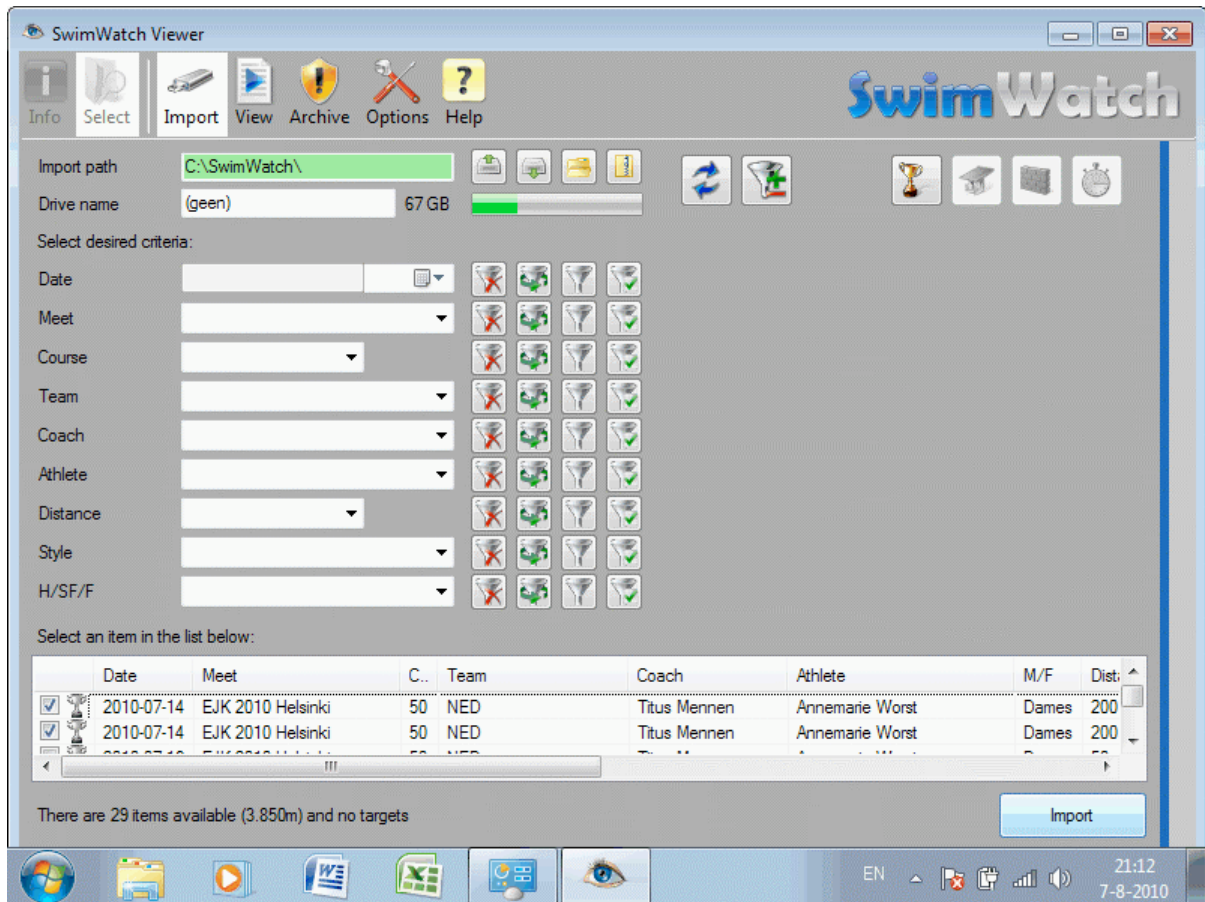 SwimWatch Viewer
Info Select Import View Archive Options Help
SwimWatch
Import path C:\SwimWatch\
Drive name (geen) 67 GB
Select desired criteria:
Date
Meet
Course
Team
Coach
Athlete
Distance
Style
H/SF/F
Select an item in the list below:
Date Meet C.. Team Coach Athlete M/F Dist
2010-07-14 EJK 2010 Helsinki 50 NED Titus Mennen Annemarie Worst Dames 200
2010-07-14 EJK 2010 Helsinki 50 NED Titus Mennen Annemarie Worst Dames 200
There are 29 items available (3.850m) and no targets
Import
EN 21:12
7-8-2010